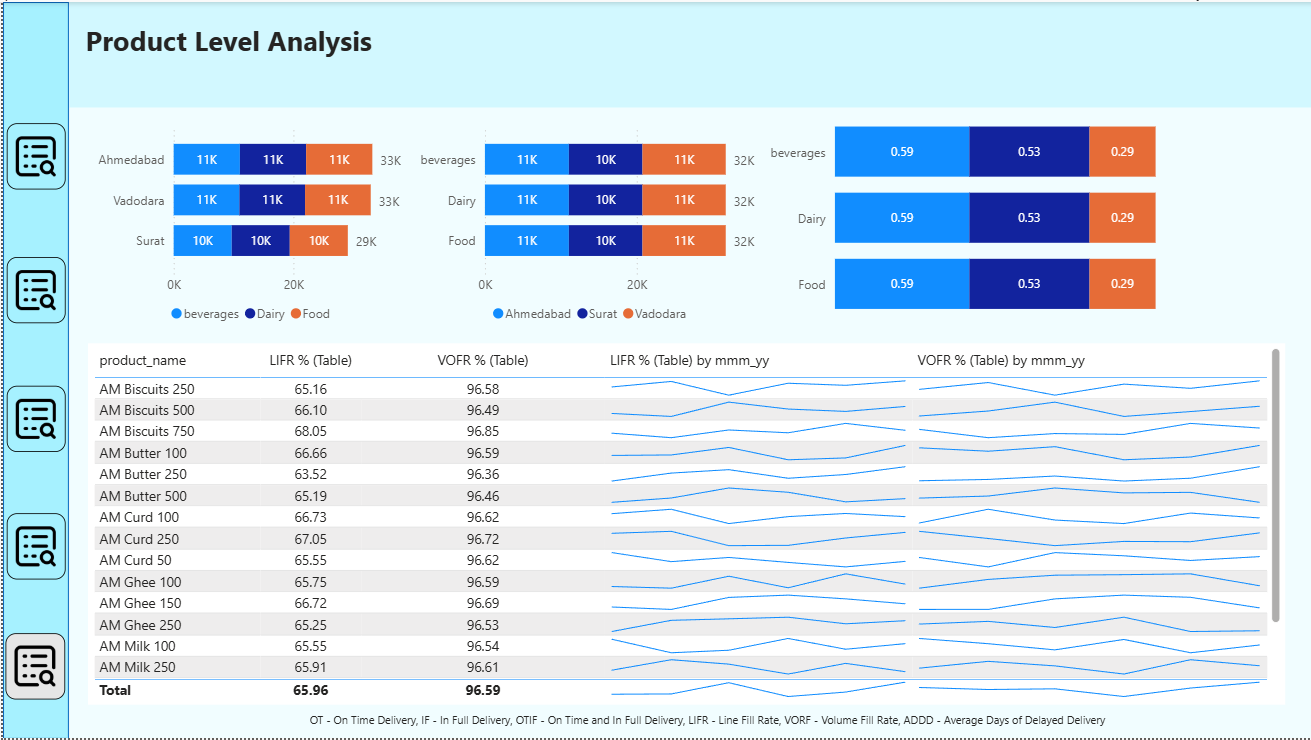 Product Level Analysis
Ahmedabad 11K 11K 11K 33K
Vadodara 11K 11K 11K 33K
Surat 10K 10K 10K 29K
0K 20K
beverages Dairy Food
beverages 11K 10K 11K 32K
Dairy 11K 10K 11K 32K
Food 11K 10K 11K 32K
0K 20K
Ahmedabad Surat Vadodara
beverages 0.59 0.53 0.29
Dairy 0.59 0.53 0.29
Food 0.59 0.53 0.29
product_name LIFR % (Table) VOFR % (Table) LIFR % (Table) by mmm_yy VOFR % (Table) by mmm_yy
AM Biscuits 250 65.16 96.58
AM Biscuits 500 66.10 96.49
AM Biscuits 750 68.05 96.85
AM Butter 100 66.66 96.59
AM Butter 250 63.52 96.36
AM Butter 500 65.19 96.46
AM Curd 100 66.73 96.62
AM Curd 250 67.05 96.72
AM Curd 50 65.55 96.62
AM Ghee 100 65.75 96.59
AM Ghee 150 66.72 96.69
AM Ghee 250 65.25 96.53
AM Milk 100 65.55 96.54
AM Milk 250 65.91 96.61
Total 65.96 96.59
OT - On Time Delivery, IF - In Full Delivery, OTIF - On Time and In Full Delivery, LIFR - Line Fill Rate, VORF - Volume Fill Rate, ADDD - Average Days of Delayed Delivery